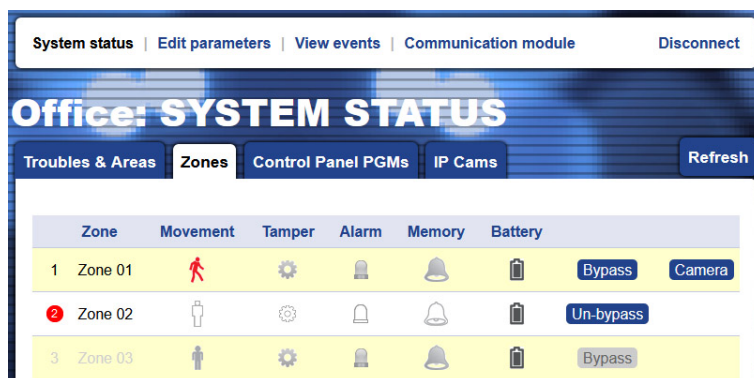 System status | Edit parameters | View events | Communication module Disconnect
Office: SYSTEM STATUS
Troubles & Areas Zones Control Panel PGMs IP Cams Refresh
Zone Movement Tamper Alarm Memory Battery
1 Zone 01 Bypass Camera
2 Zone 02 Un-bypass
3 Zone 03 Bypass